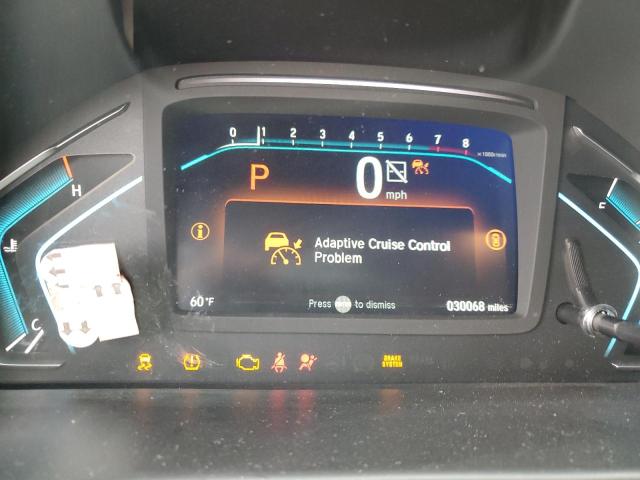 0 1 2 3 4 5 6 7 8
x 1000r/min
P
0
mph
H
Adaptive Cruise Control
Problem
60°F
Press to dismiss
030068 miles
C
BRAKE
SYSTEM